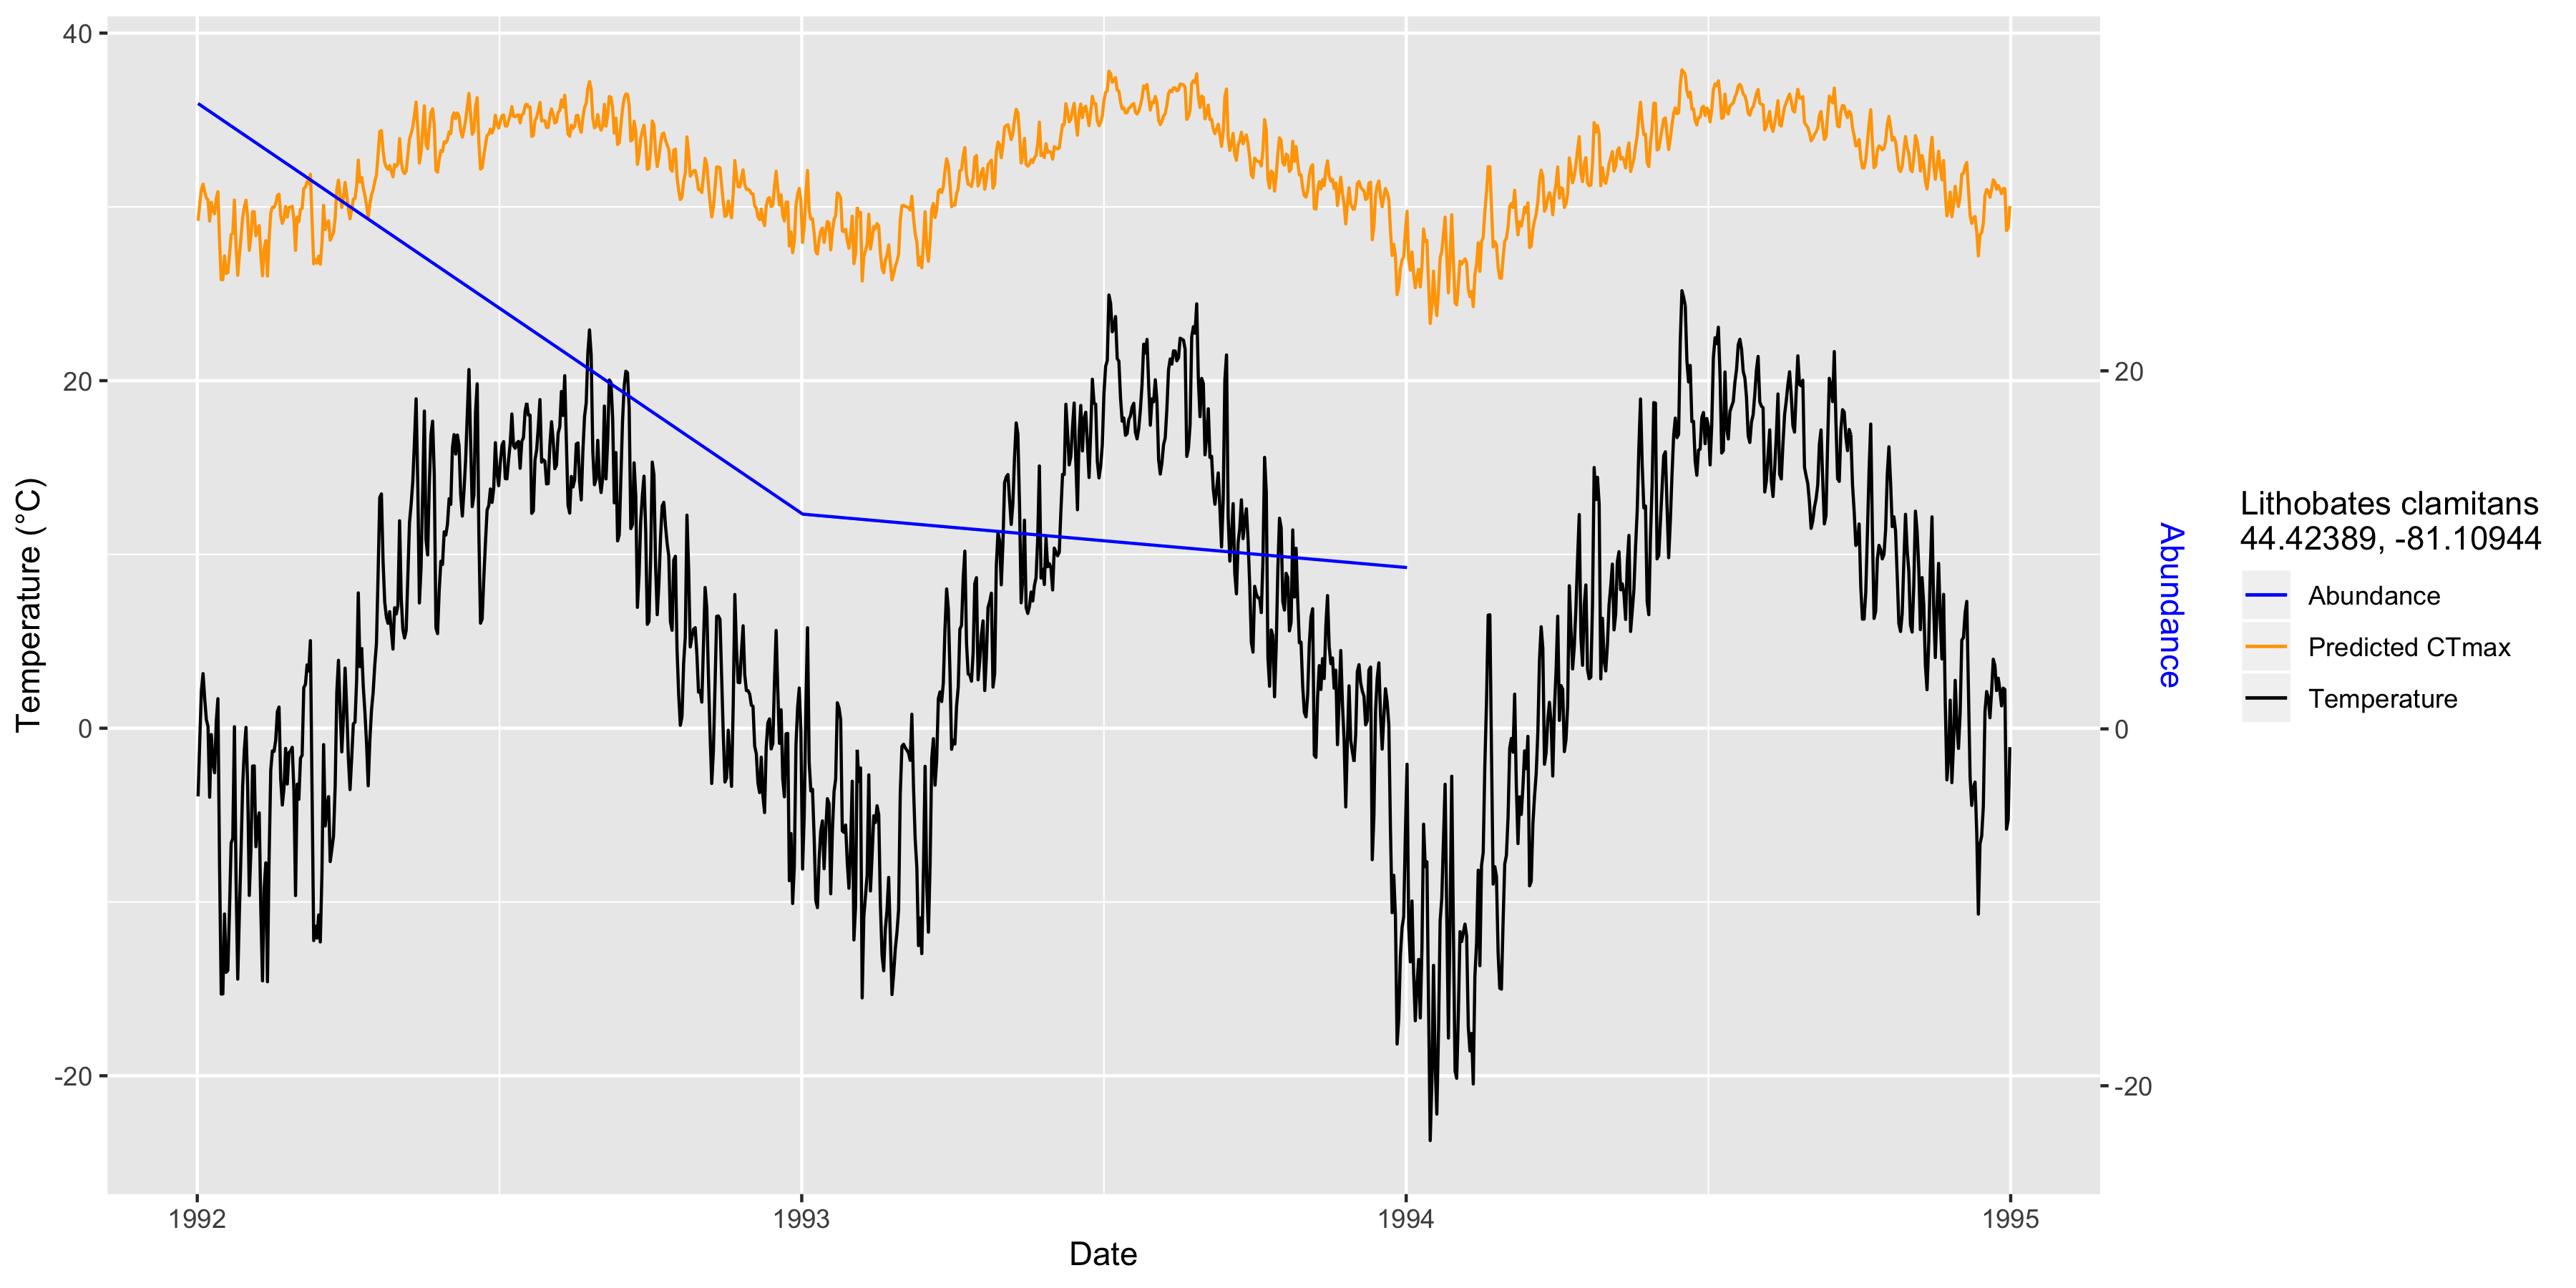 40
20
0
-20
Temperature (°C)
1992
1993
1994
1995
Date
20
0
-20
Abundance
Lithobates clamitans
44.42389, -81.10944
Abundance
Predicted CTmax
Temperature